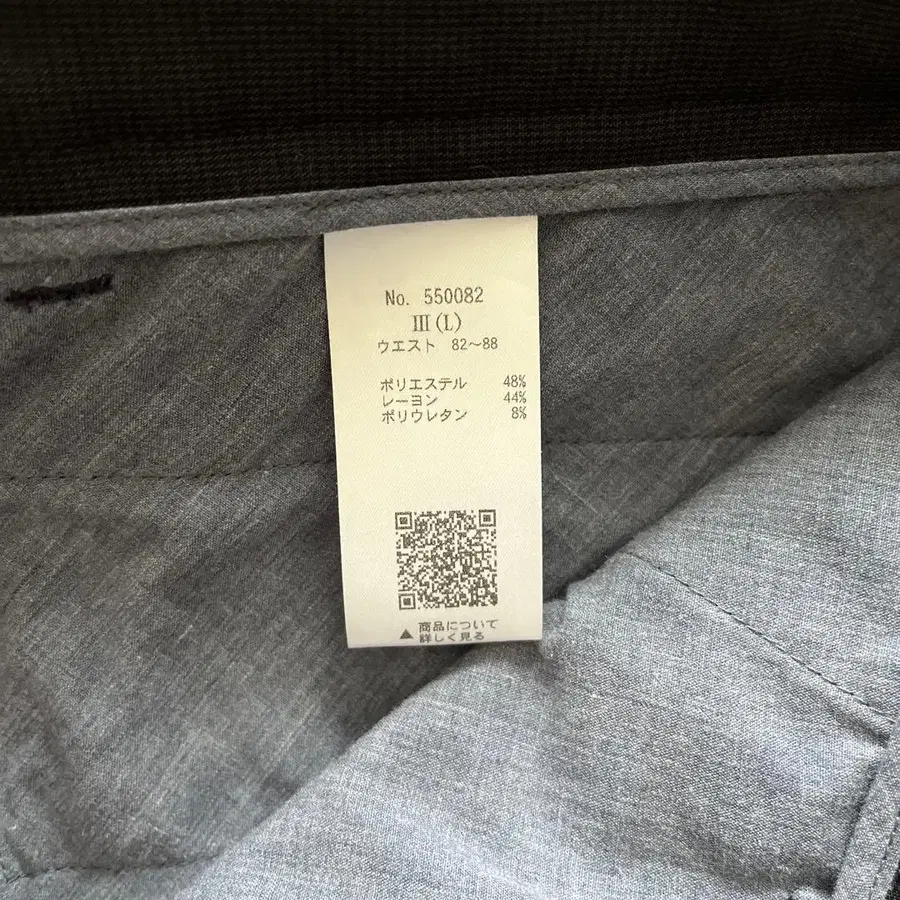 No. 550082
III(L)
ウエスト 82〜88
ポリエステル 48%
レーヨン 44%
ポリウレタン 8%
▲ 商品について
詳しく見る